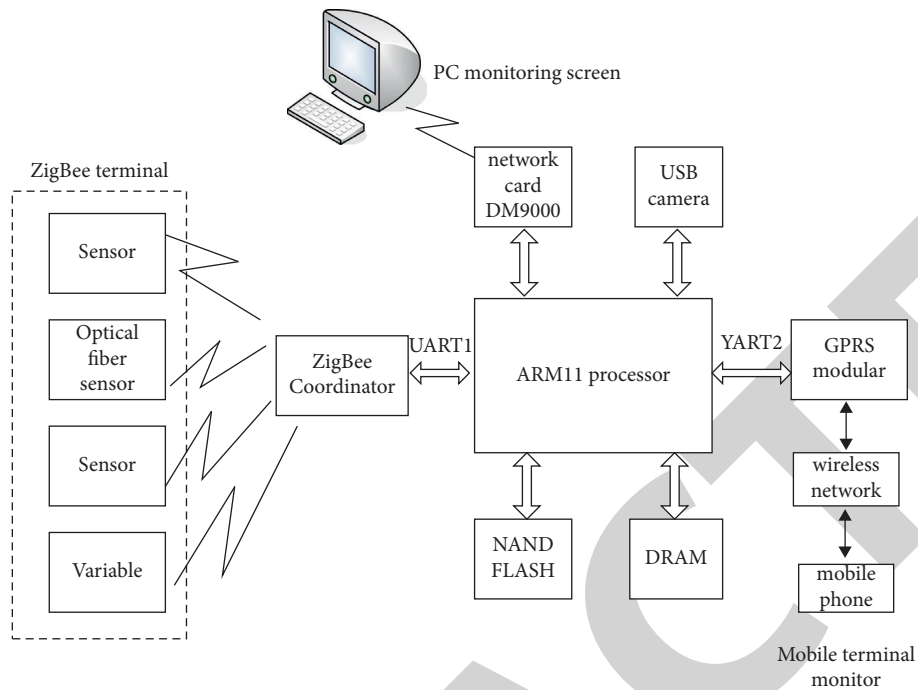 PC monitoring screen
ZigBee terminal
network
card
DM9000
USB
camera
Sensor
Optical
fiber
sensor
Sensor
Variable
ZigBee
Coordinator
UART1
ARM11 processor
YART2
GPRS
modular
wireless
network
mobile
phone
NAND
FLASH
DRAM
Mobile terminal
monitor